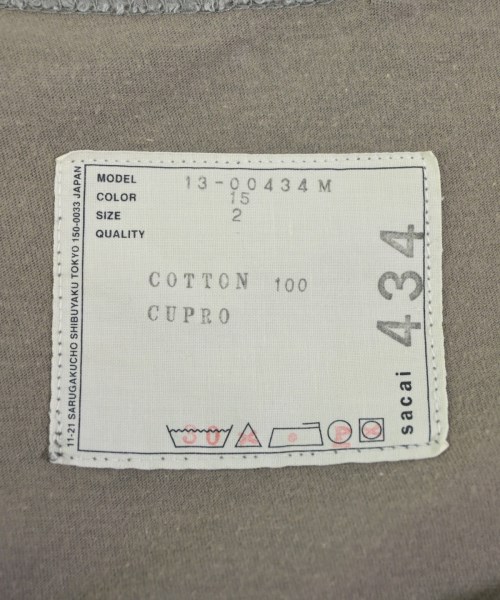 MODEL 13-00434 M
COLOR 15
SIZE 2
QUALITY
COTTON 100
CUPRO
30
P
sacai 434
11-21 SARUGAKUCHO SHIBUYAKU TOKYO 150-0033 JAPAN